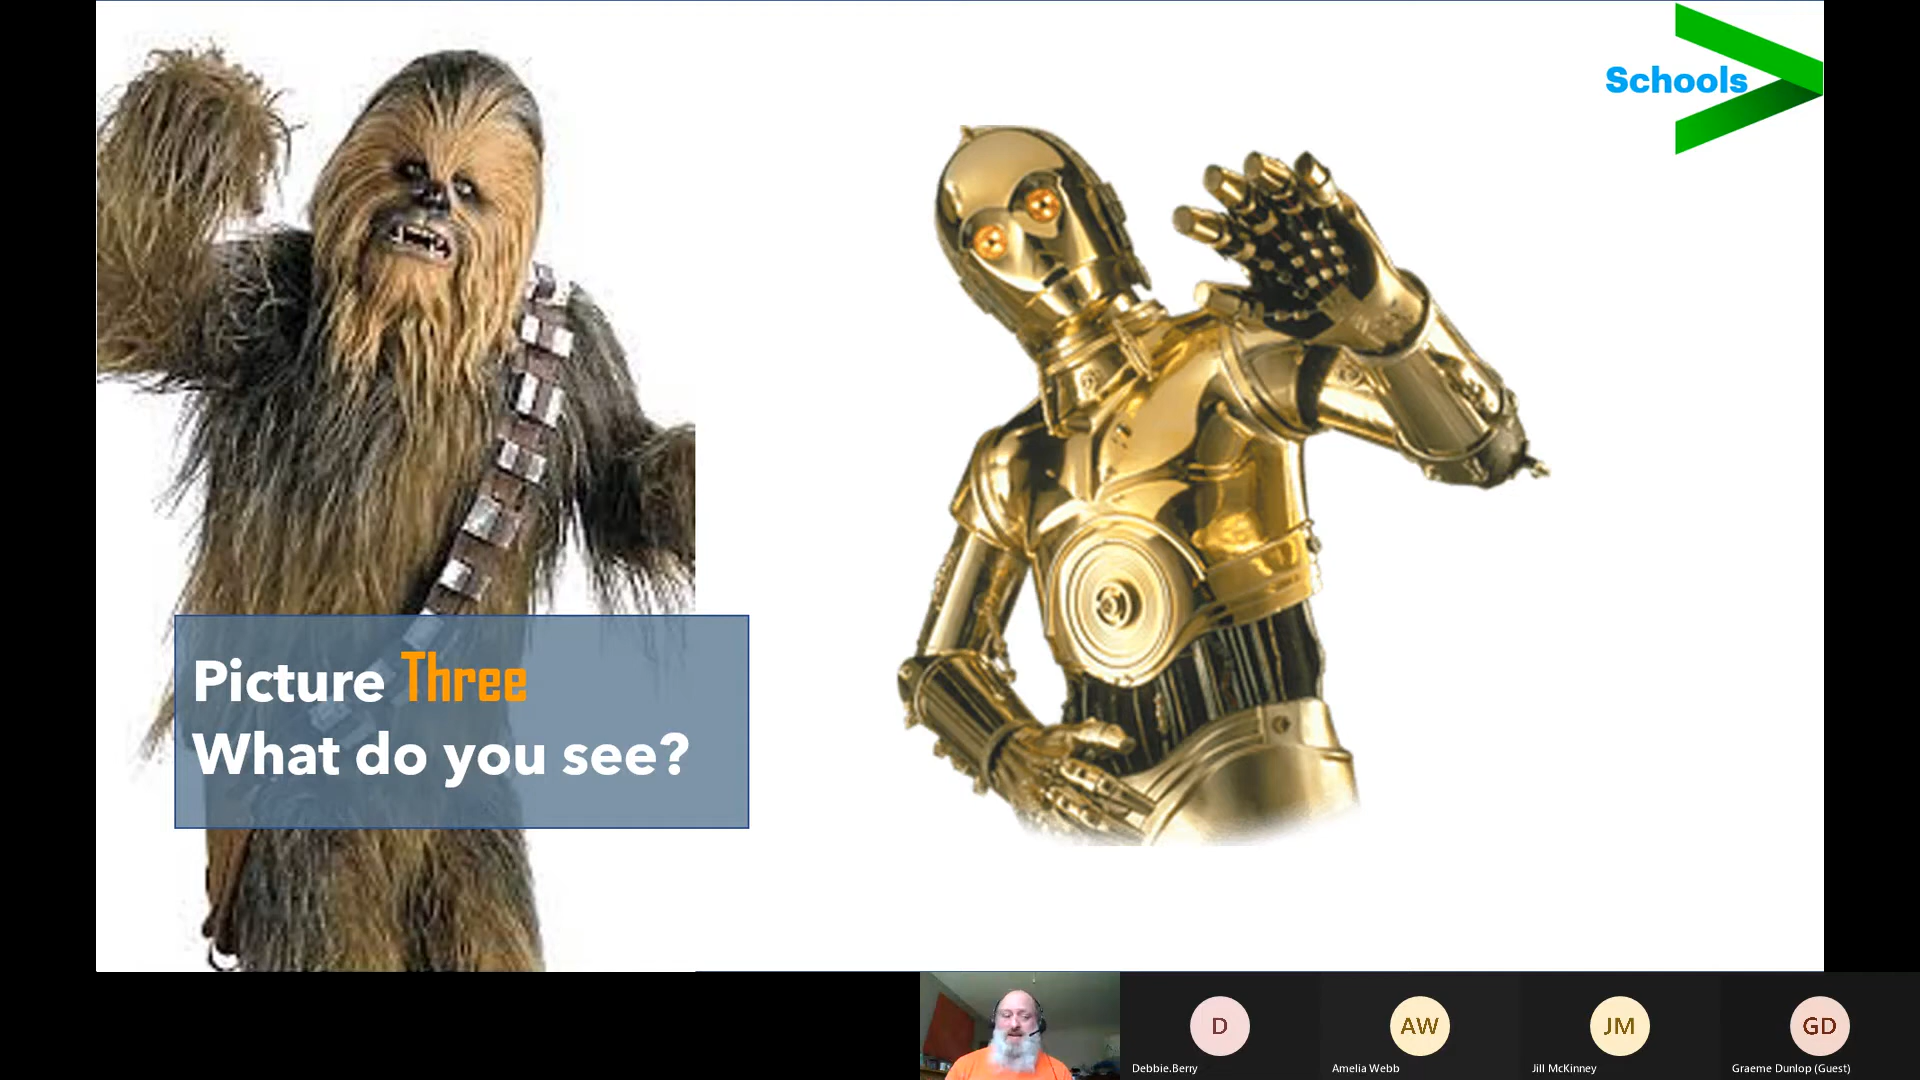 Schools
Picture Three
What do you see?
D
AW
JM
GD
Debbie.Berry
Amelia Webb
Jill McKinney
Graeme Dunlop (Guest)